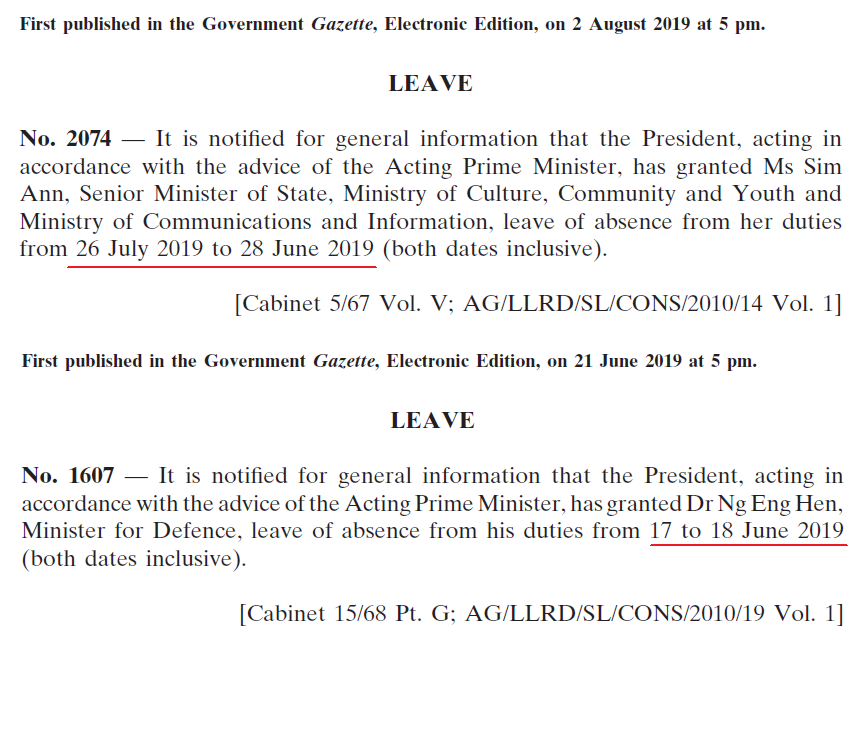 First published in the Government Gazette, Electronic Edition, on 2 August 2019 at 5 pm.
LEAVE
No. 2074 — It is notified for general information that the President, acting in
accordance with the advice of the Acting Prime Minister, has granted Ms Sim
Ann, Senior Minister of State, Ministry of Culture, Community and Youth and
Ministry of Communications and Information, leave of absence from her duties
from 26 July 2019 to 28 June 2019 (both dates inclusive).
[Cabinet 5/67 Vol. V; AG/LLRD/SL/CONS/2010/14 Vol. 1]
First published in the Government Gazette, Electronic Edition, on 21 June 2019 at 5 pm.
LEAVE
No. 1607 — It is notified for general information that the President, acting in
accordance with the advice of the Acting Prime Minister, has granted Dr Ng Eng Hen,
Minister for Defence, leave of absence from his duties from 17 to 18 June 2019
(both dates inclusive).
[Cabinet 15/68 Pt. G; AG/LLRD/SL/CONS/2010/19 Vol. 1]